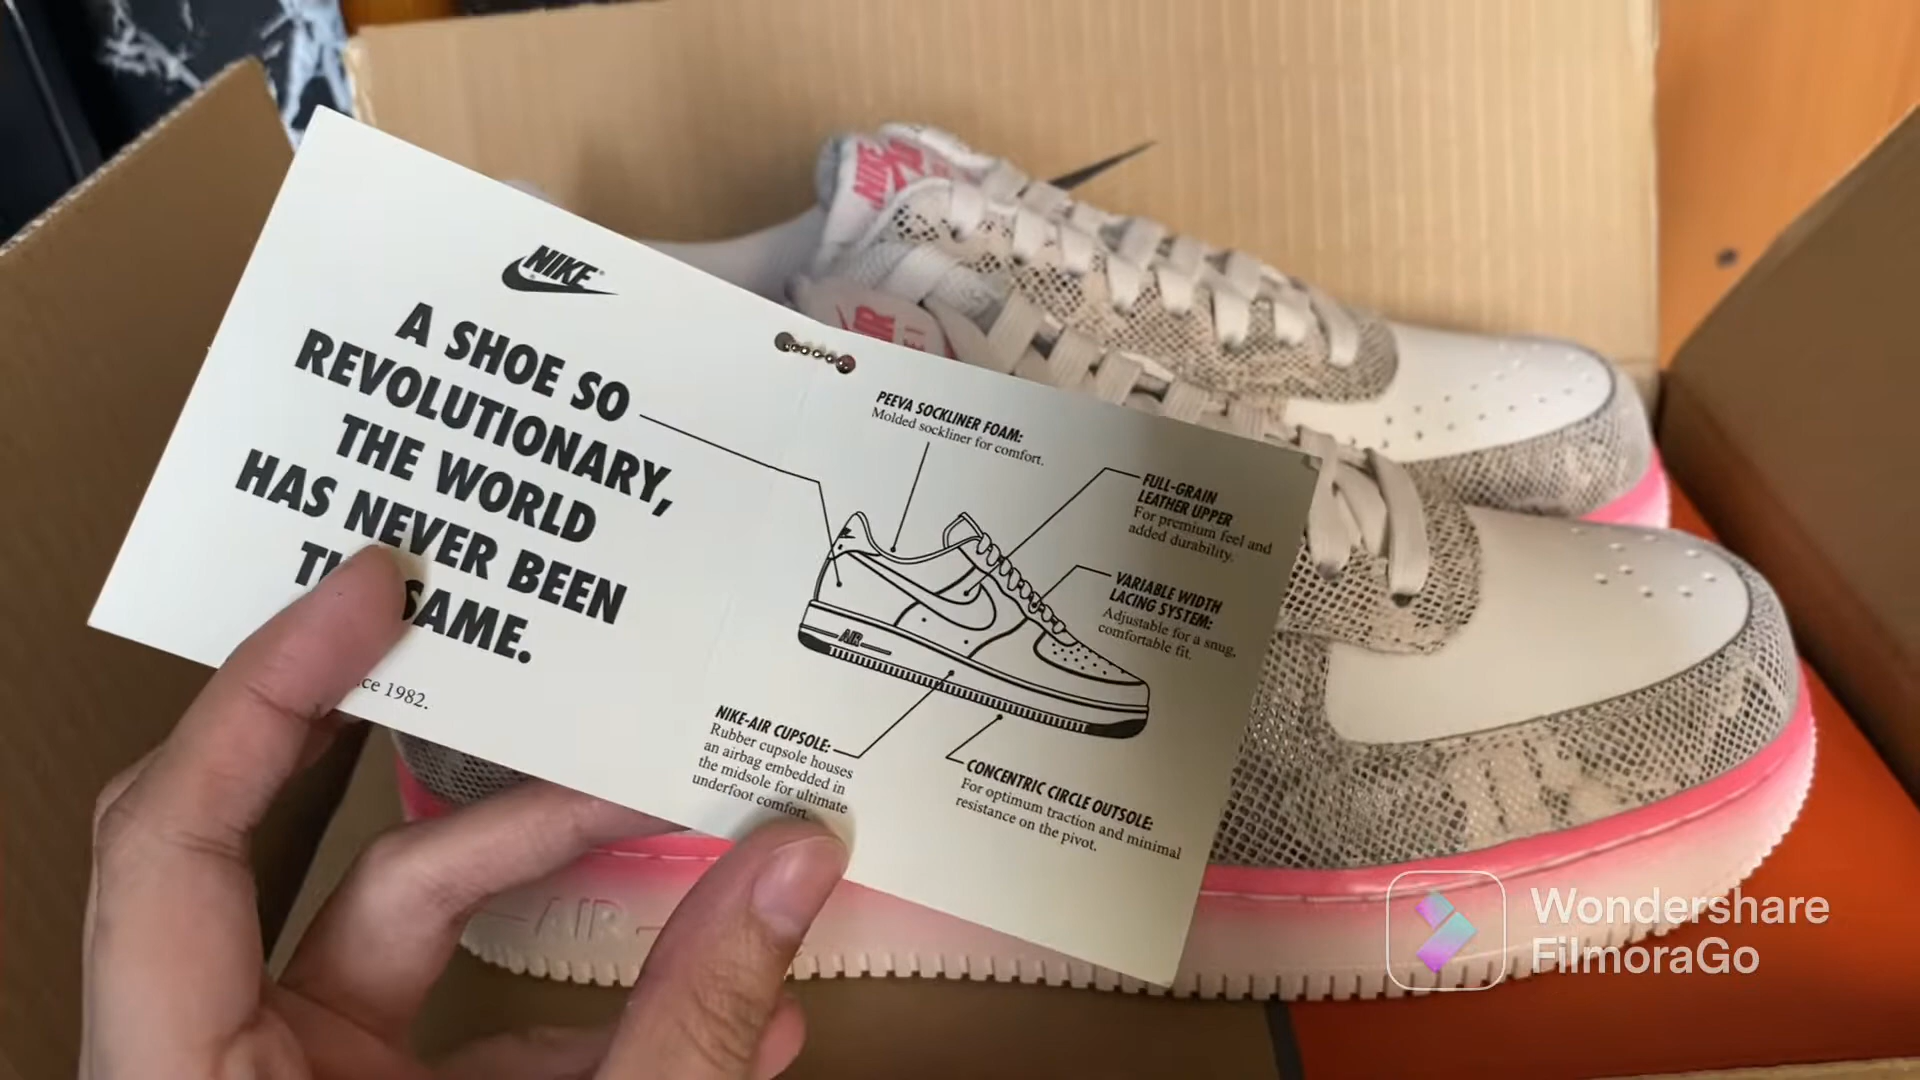 NIKE
A SHOE SO
REVOLUTIONARY,
THE WORLD
HAS NEVER BEEN
SAME.
1982.
PEEVA SOCKLINER FOAM:
Molded sockliner for comfort.
FULL-GRAIN
LEATHER UPPER
For premium feel and
added durability.
VARIABLE WIDTH
LACING SYSTEM:
Adjustable for a snug,
comfortable fit.
AIR
NIKE-AIR CUPSOLE:
Rubber cupsole houses
an airbag embedded in
the midsole for ultimate
underfoot comfort.
CONCENTRIC CIRCLE OUTSOLE:
For optimum traction and minimal
resistance on the pivot.
NIKE
AIR
AIR
Wondershare
FilmoraGo